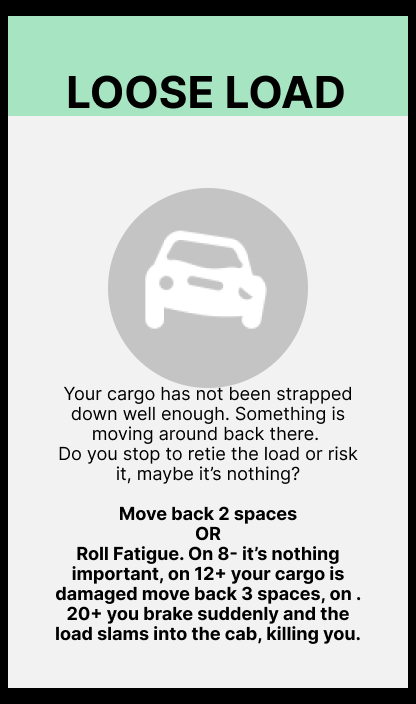 LOOSE LOAD
Your cargo has not been strapped
down well enough. Something is
moving around back there.
Do you stop to retie the load or risk
it, maybe it’s nothing?
Move back 2 spaces
OR
Roll Fatigue. On 8- it’s nothing
important, on 12+ your cargo is
damaged move back 3 spaces, on .
20+ you brake suddenly and the
load slams into the cab, killing you.